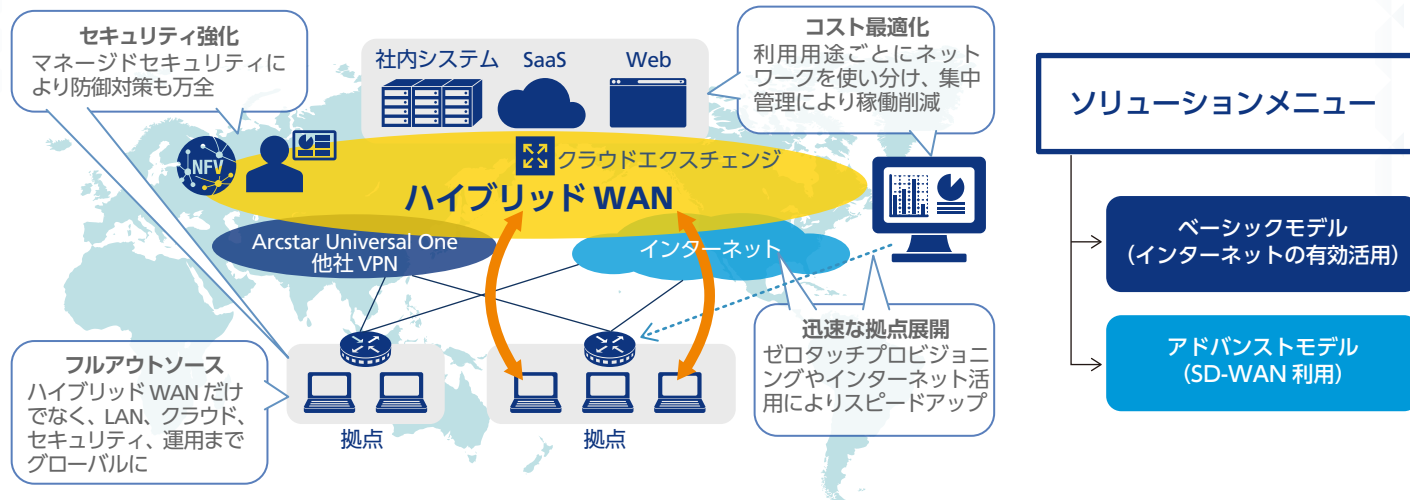 セキュリティ強化
マネージドセキュリティに
より防御対策も万全
社内システム
SaaS
Web
コスト最適化
利用用途ごとにネット
ワークを使い分け、集中
管理により稼働削減
NFV
クラウドエクスチェンジ
ハイブリッド WAN
Arcstar Universal One
他社 VPN
インターネット
フルアウトソース
ハイブリッド WAN だけ
でなく、LAN、クラウド、
セキュリティ、運用まで
グローバルに
拠点
拠点
迅速な拠点展開
ゼロタッチプロビジョニ
ングやインターネット活
用によりスピードアップ
ソリューションメニュー
ベーシックモデル
（インターネットの有効活用）
アドバンストモデル
（SD-WAN 利用）